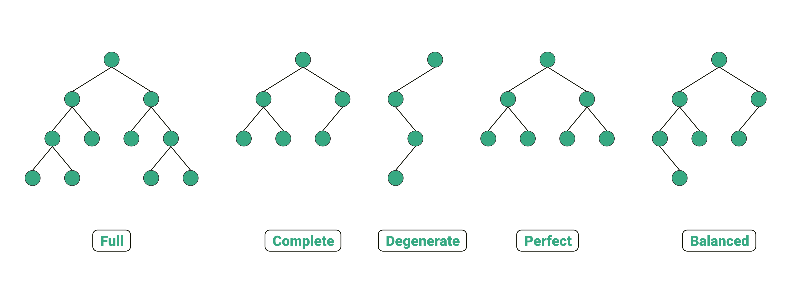 Full
Complete
Degenerate
Perfect
Balanced